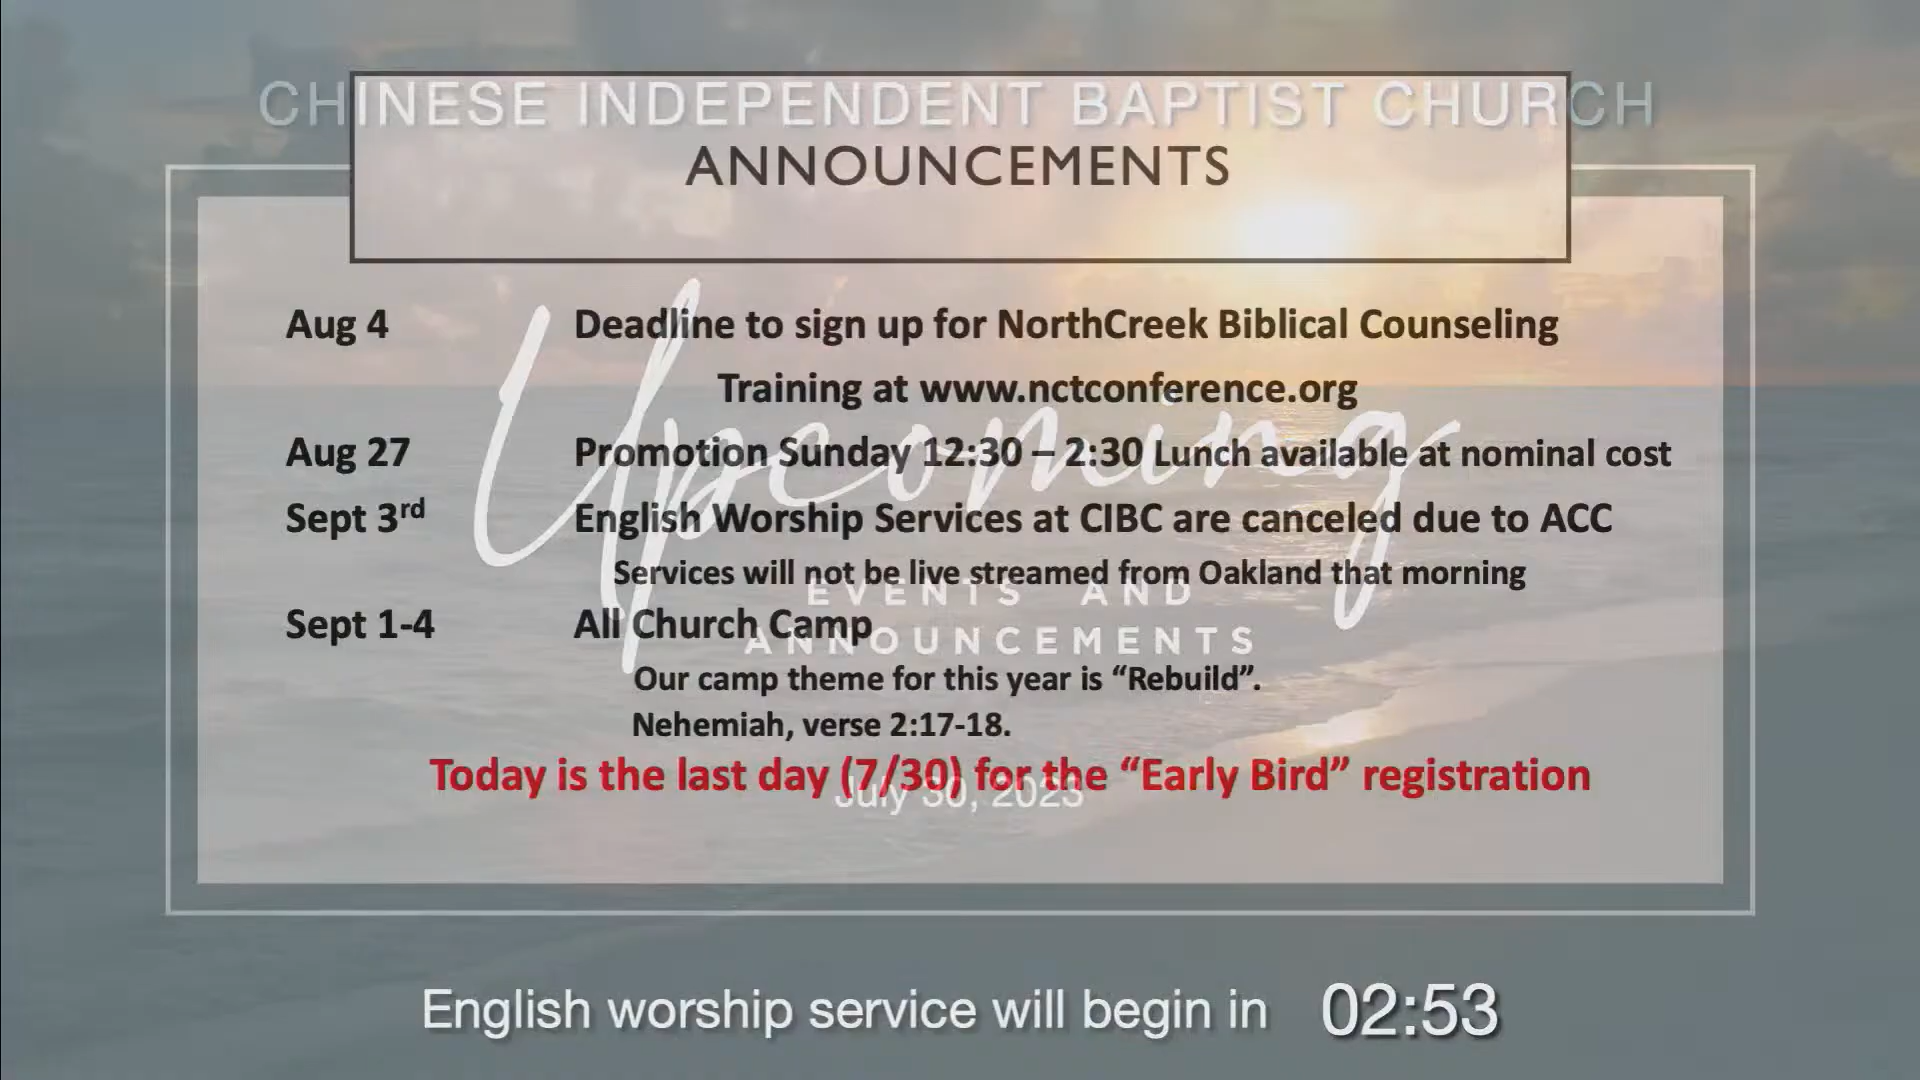 CHINESE INDEPENDENT BAPTIST CHURCH
ANNOUNCEMENTS
Upcoming
Aug 4 Deadline to sign up for NorthCreek Biblical Counseling
Training at www.nctconference.org
Aug 27 Promotion Sunday 12:30 – 2:30 Lunch available at nominal cost
Sept 3rd English Worship Services at CIBC are canceled due to ACC
Services will not be live streamed from Oakland that morning
EVENTS AND
Sept 1-4 All Church Camp
ANNOUNCEMENTS
Our camp theme for this year is “Rebuild”.
Nehemiah, verse 2:17-18.
Today is the last day (7/30) for the “Early Bird” registration
July 30, 2023
English worship service will begin in 02:53